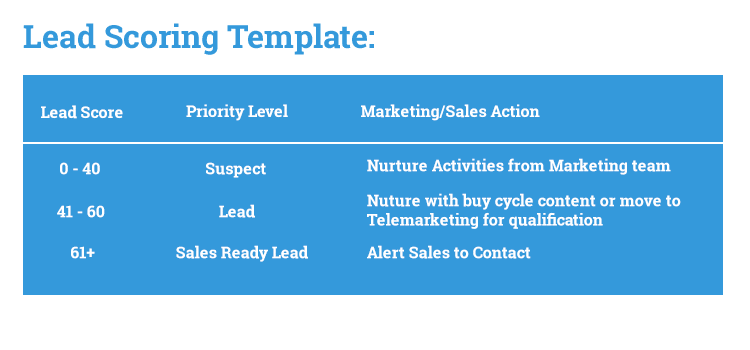 Lead Scoring Template:
Lead Score Priority Level Marketing/Sales Action
0 - 40 Suspect Nurture Activities from Marketing team
41 - 60 Lead Nuture with buy cycle content or move to
Telemarketing for qualification
61+ Sales Ready Lead Alert Sales to Contact